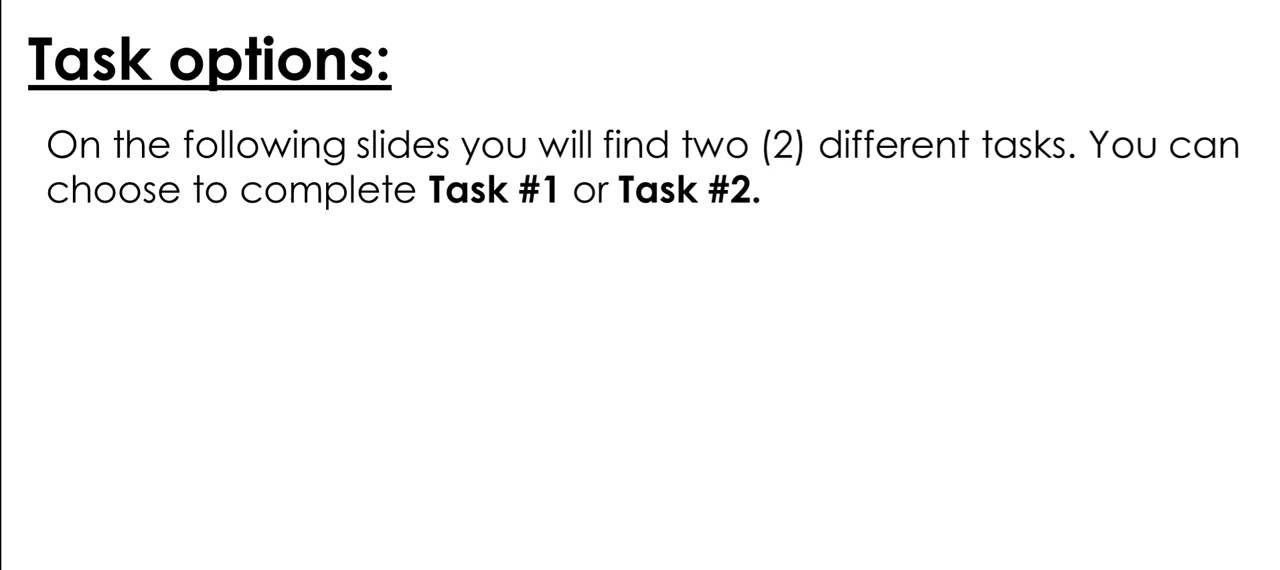 Task options:
On the following slides you will find two (2) different tasks. You can
choose to complete Task #1 or Task #2.